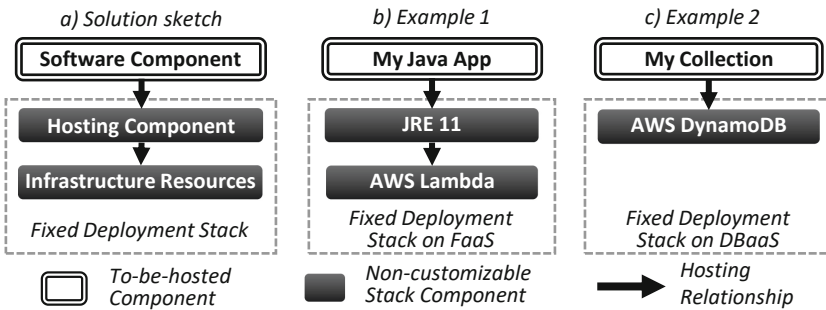 a) Solution sketch
Software Component
Hosting Component
Infrastructure Resources
Fixed Deployment Stack
b) Example 1
My Java App
JRE 11
AWS Lambda
Fixed Deployment
Stack on FaaS
c) Example 2
My Collection
AWS DynamoDB
Fixed Deployment
Stack on DBaaS
To-be-hosted
Component
Non-customizable
Stack Component
Hosting
Relationship